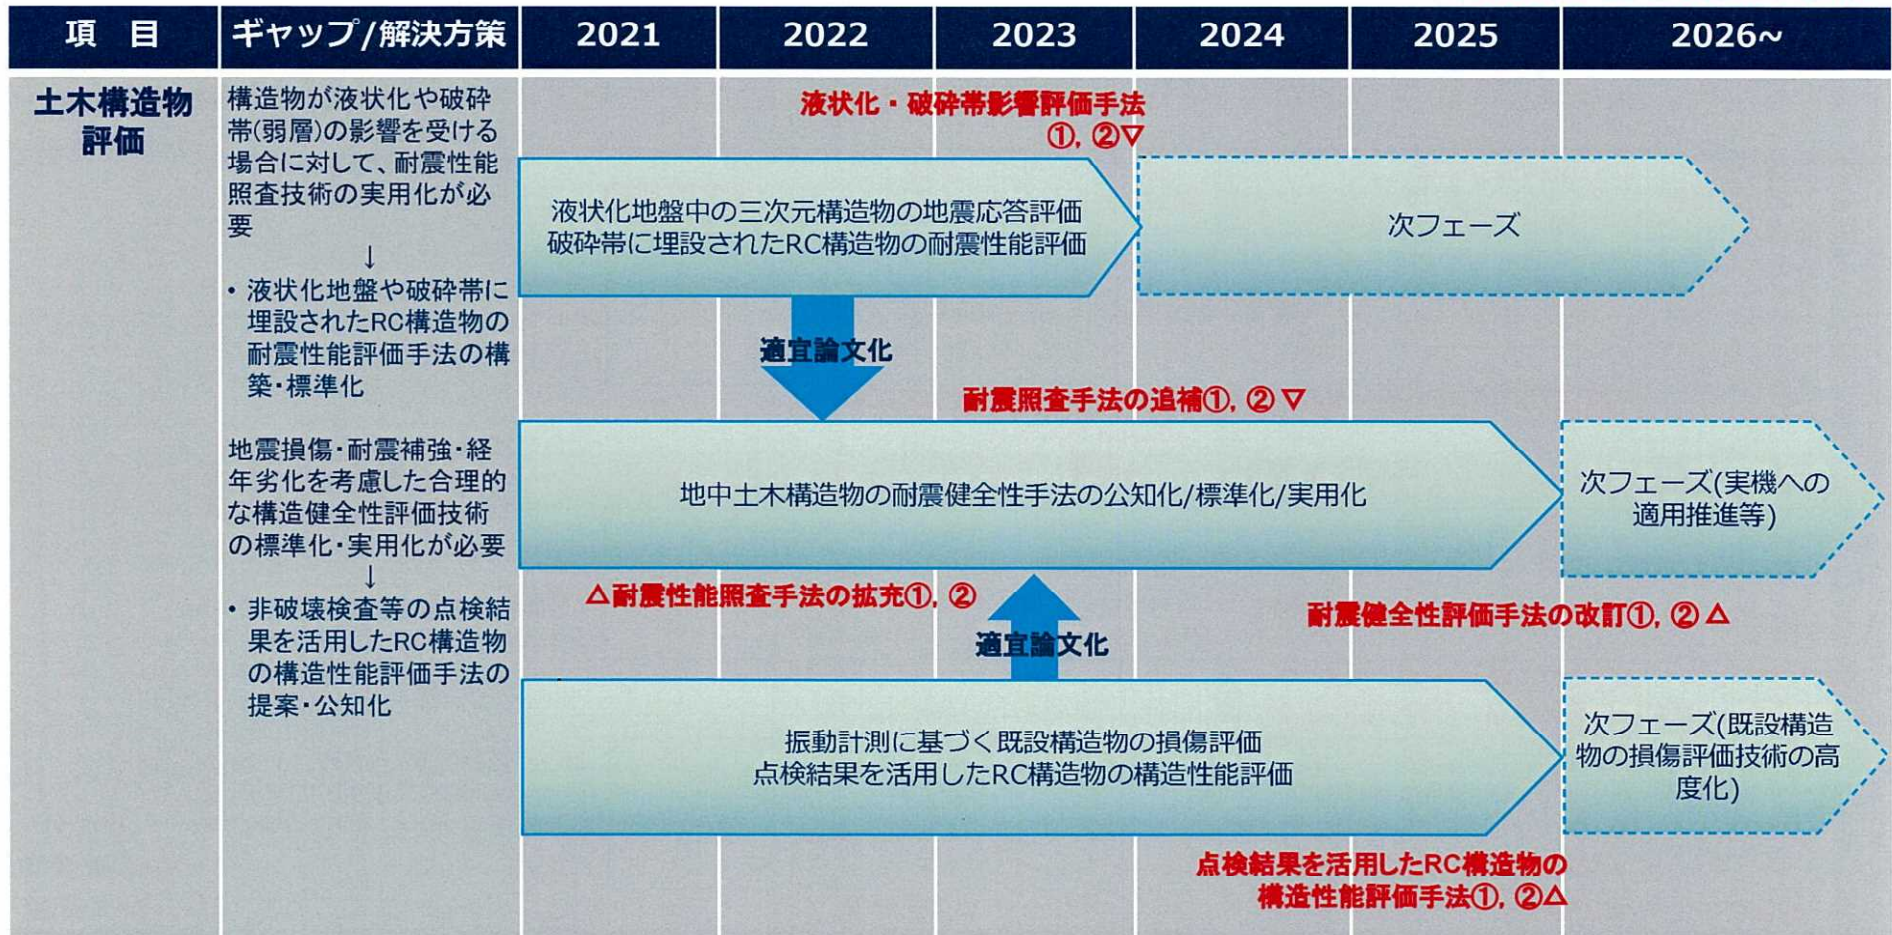 項　目
ギャップ/解決方策
2021
2022
2023
2024
2025
2026~
土木構造物
評価
構造物が液状化や破砕
帯(弱層)の影響を受ける
場合に対して、耐震性能
照査技術の実用化が必
要
↓
・液状化地盤や破砕帯に
埋設されたRC構造物の
耐震性能評価手法の構
築・標準化
地震損傷・耐震補強・経
年劣化を考慮した合理的
な構造健全性評価技術
の標準化・実用化が必要
↓
・非破壊検査等の点検結
果を活用したRC構造物
の構造性能評価手法の
提案・公知化
液状化・破砕帯影響評価手法
①, ②▽
液状化地盤中の三次元構造物の地震応答評価
破砕帯に埋設されたRC構造物の耐震性能評価
次フェーズ
適宜論文化
耐震照査手法の追補①, ②▽
地中土木構造物の耐震健全性手法の公知化/標準化/実用化
次フェーズ(実機への
適用推進等)
△耐震性能照査手法の拡充①, ②
耐震健全性評価手法の改訂①, ②△
適宜論文化
振動計測に基づく既設構造物の損傷評価
点検結果を活用したRC構造物の構造性能評価
次フェーズ(既設構造
物の損傷評価技術の高
度化)
点検結果を活用したRC構造物の
構造性能評価手法①, ②△